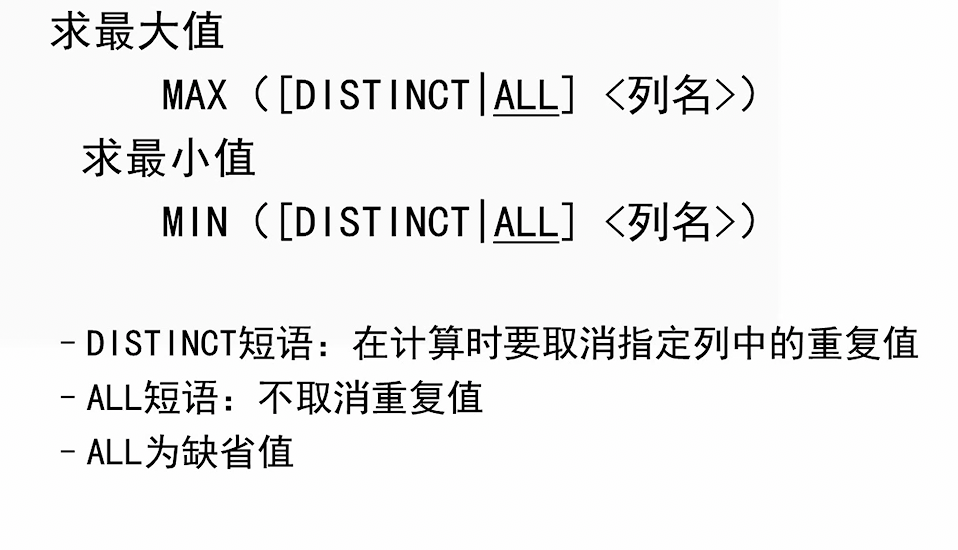 求最大值
MAX（[DISTINCT|ALL] <列名>）
求最小值
MIN（[DISTINCT|ALL] <列名>）
–DISTINCT短语：在计算时要取消指定列中的重复值
–ALL短语：不取消重复值
–ALL为缺省值